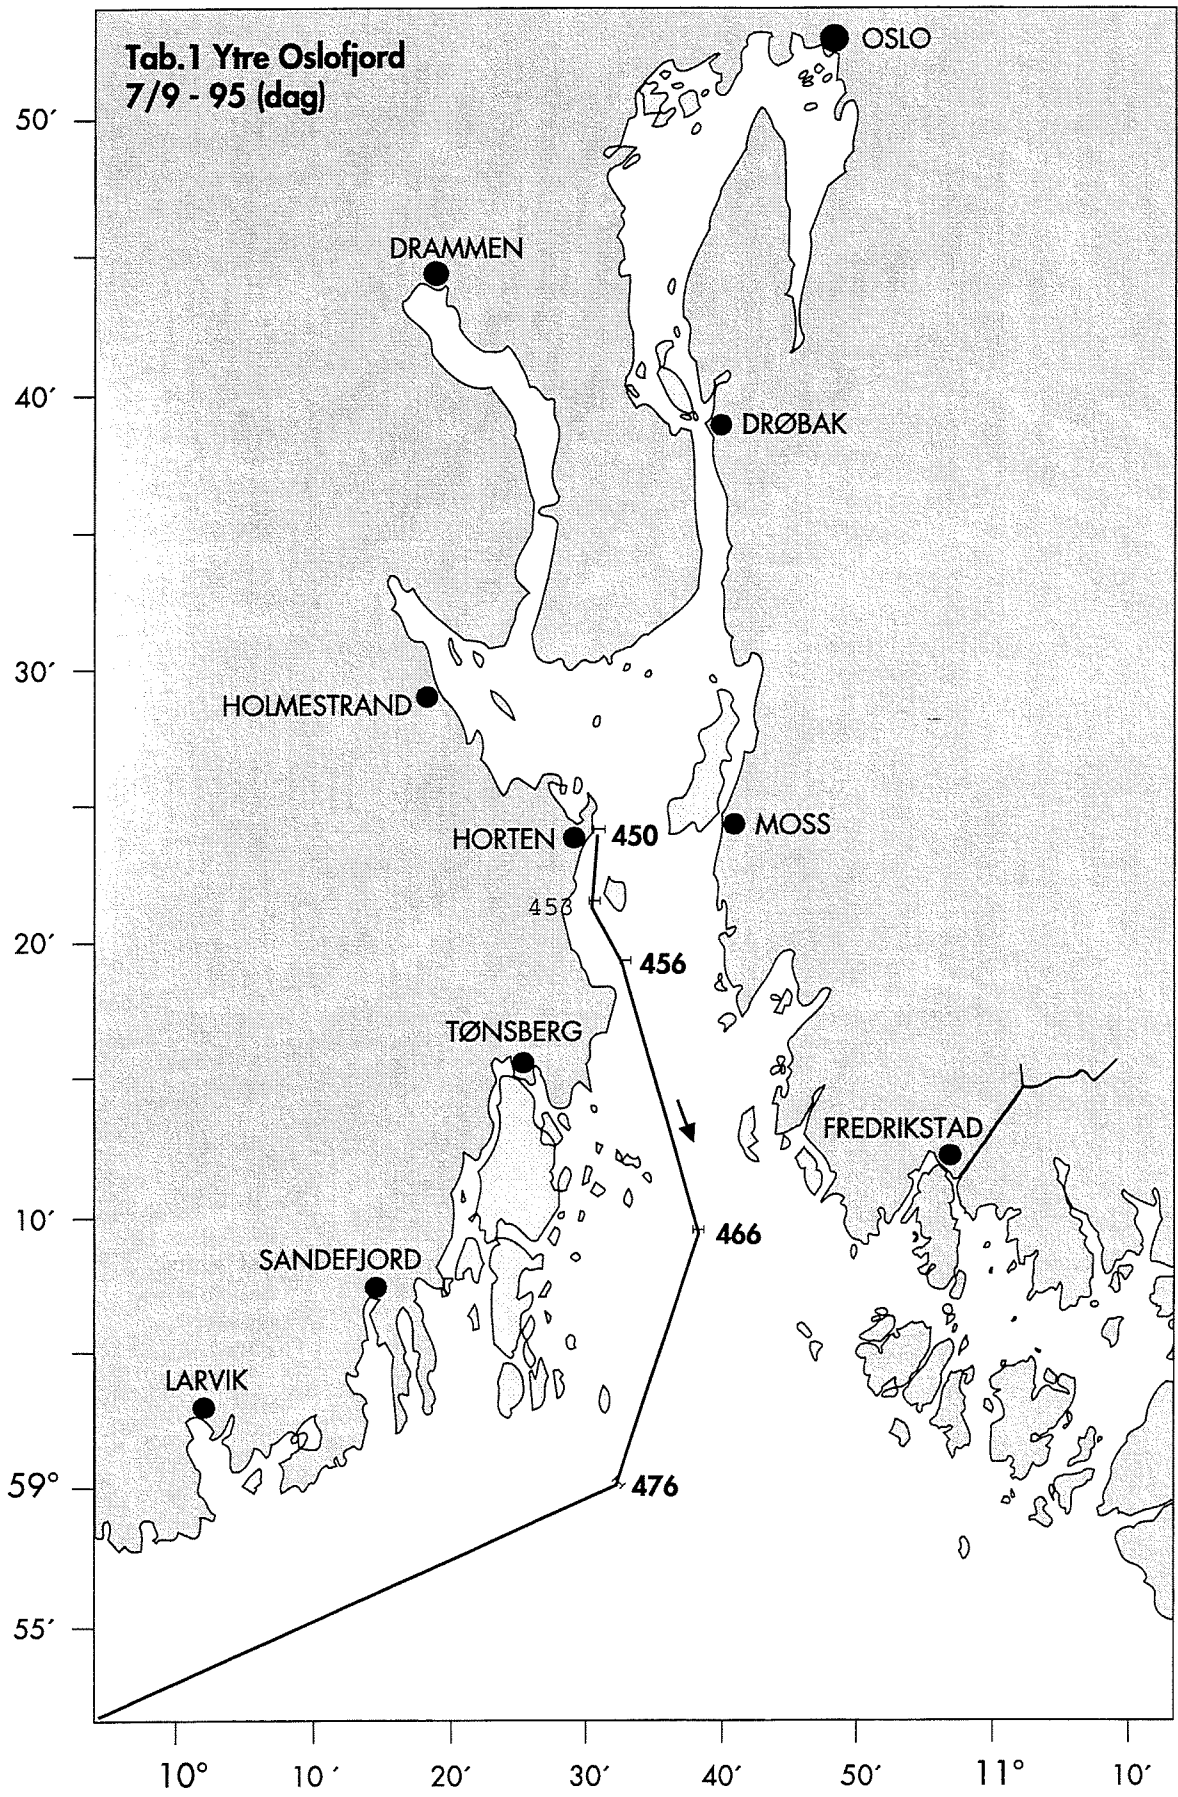 Tab.1 Ytre Oslofjord
7/9 - 95 (dag)
OSLO
50´
DRAMMEN
40´
DRØBAK
30´
HOLMESTRAND
HORTEN
450
MOSS
453
20´
456
TØNSBERG
FREDRIKSTAD
10´
466
SANDEFJORD
LARVIK
59°
476
55´
10° 10´ 20´ 30´ 40´ 50´ 11° 10´